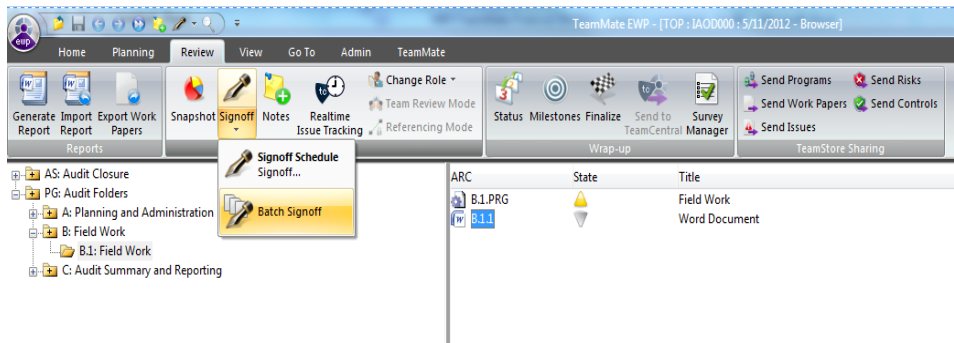 TeamMate EWP - [TOP : IAOD000 : 5/11/2012 - Browser]
ewp
Home Planning Review View Go To Admin TeamMate
Generate Report
Import Report
Export Work Papers
Reports
Snapshot
Signoff
Notes
to
Realtime Issue Tracking
Change Role
Team Review Mode
Referencing Mode
3
Status
Milestones
Finalize
tc
Send to TeamCentral
Survey Manager
Wrap-up
Send Programs
Send Risks
Send Work Papers
Send Controls
Send Issues
TeamStore Sharing
Signoff Schedule
Signoff...
Batch Signoff
AS: Audit Closure
PG: Audit Folders
A: Planning and Administration
B: Field Work
B.1: Field Work
C: Audit Summary and Reporting
ARC State Title
B.1.PRG Field Work
B.1.1 Word Document